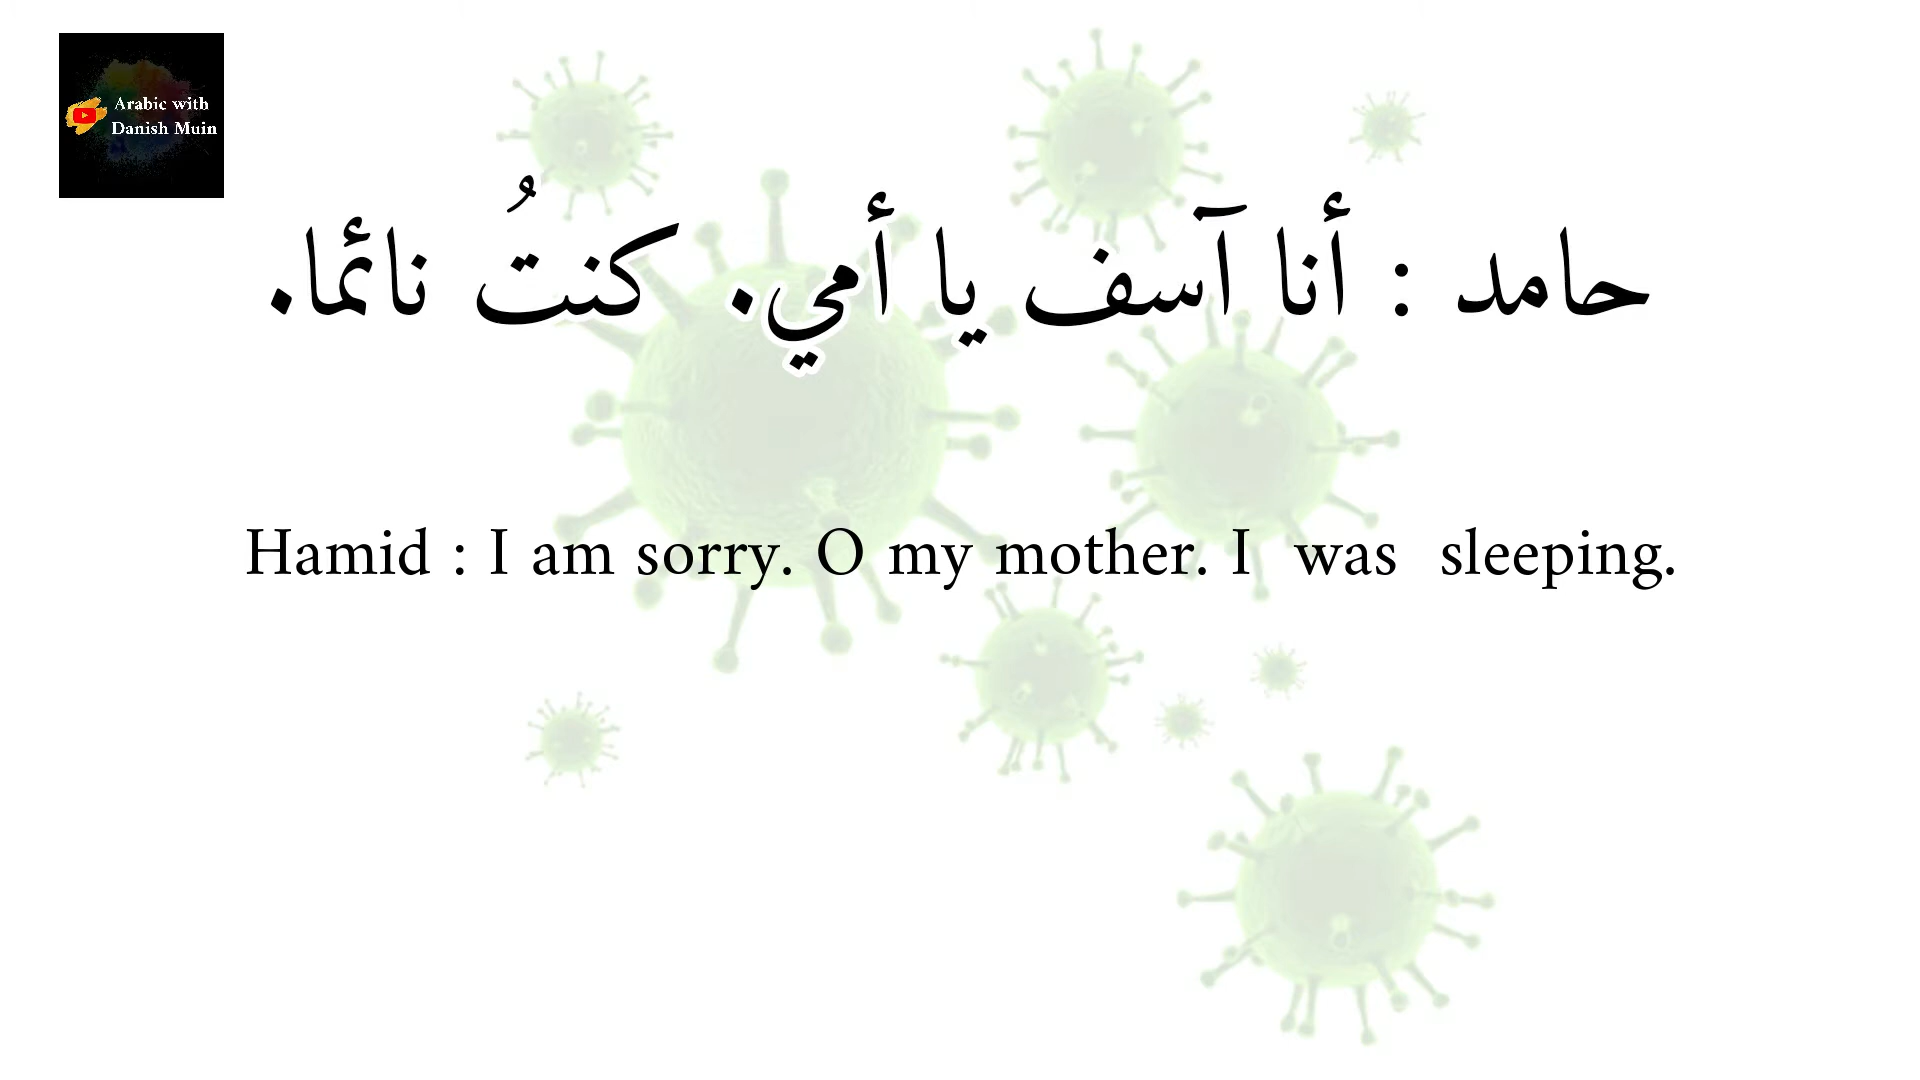 Arabic with
Danish Muin
حامد : أنا آسف يا أمي. كنتُ نائما.
Hamid : I am sorry. O my mother. I was sleeping.